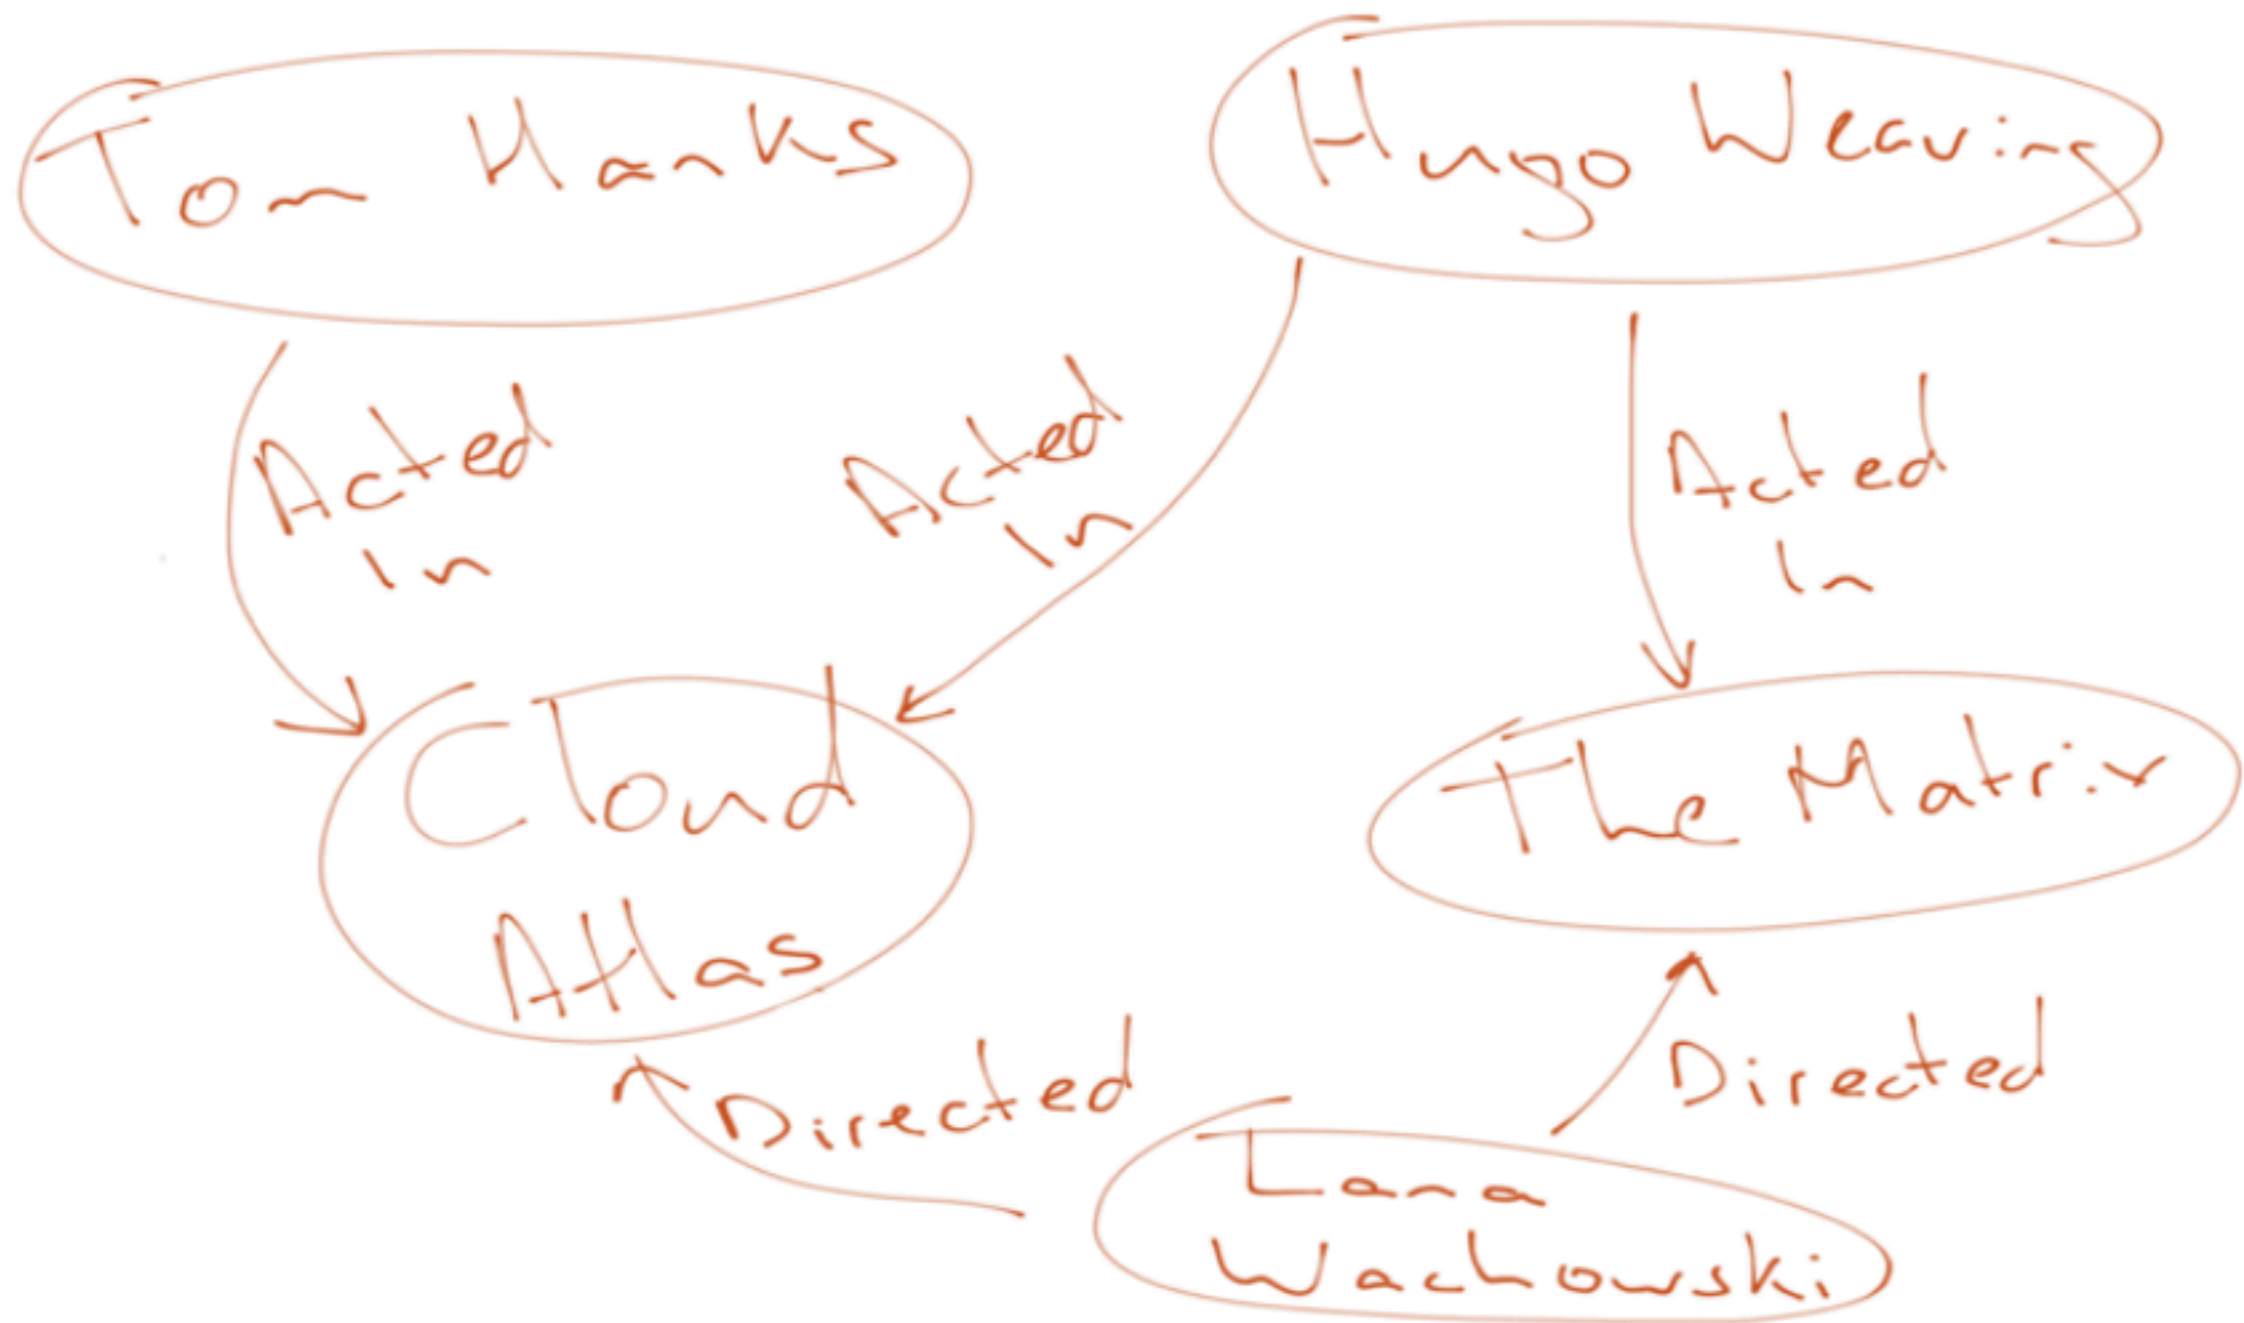 Tom Hanks
Hugo Weaving
Acted
In
Acted
In
Acted
In
Cloud
Atlas
The Matrix
Directed
Directed
Lana
Wachowski